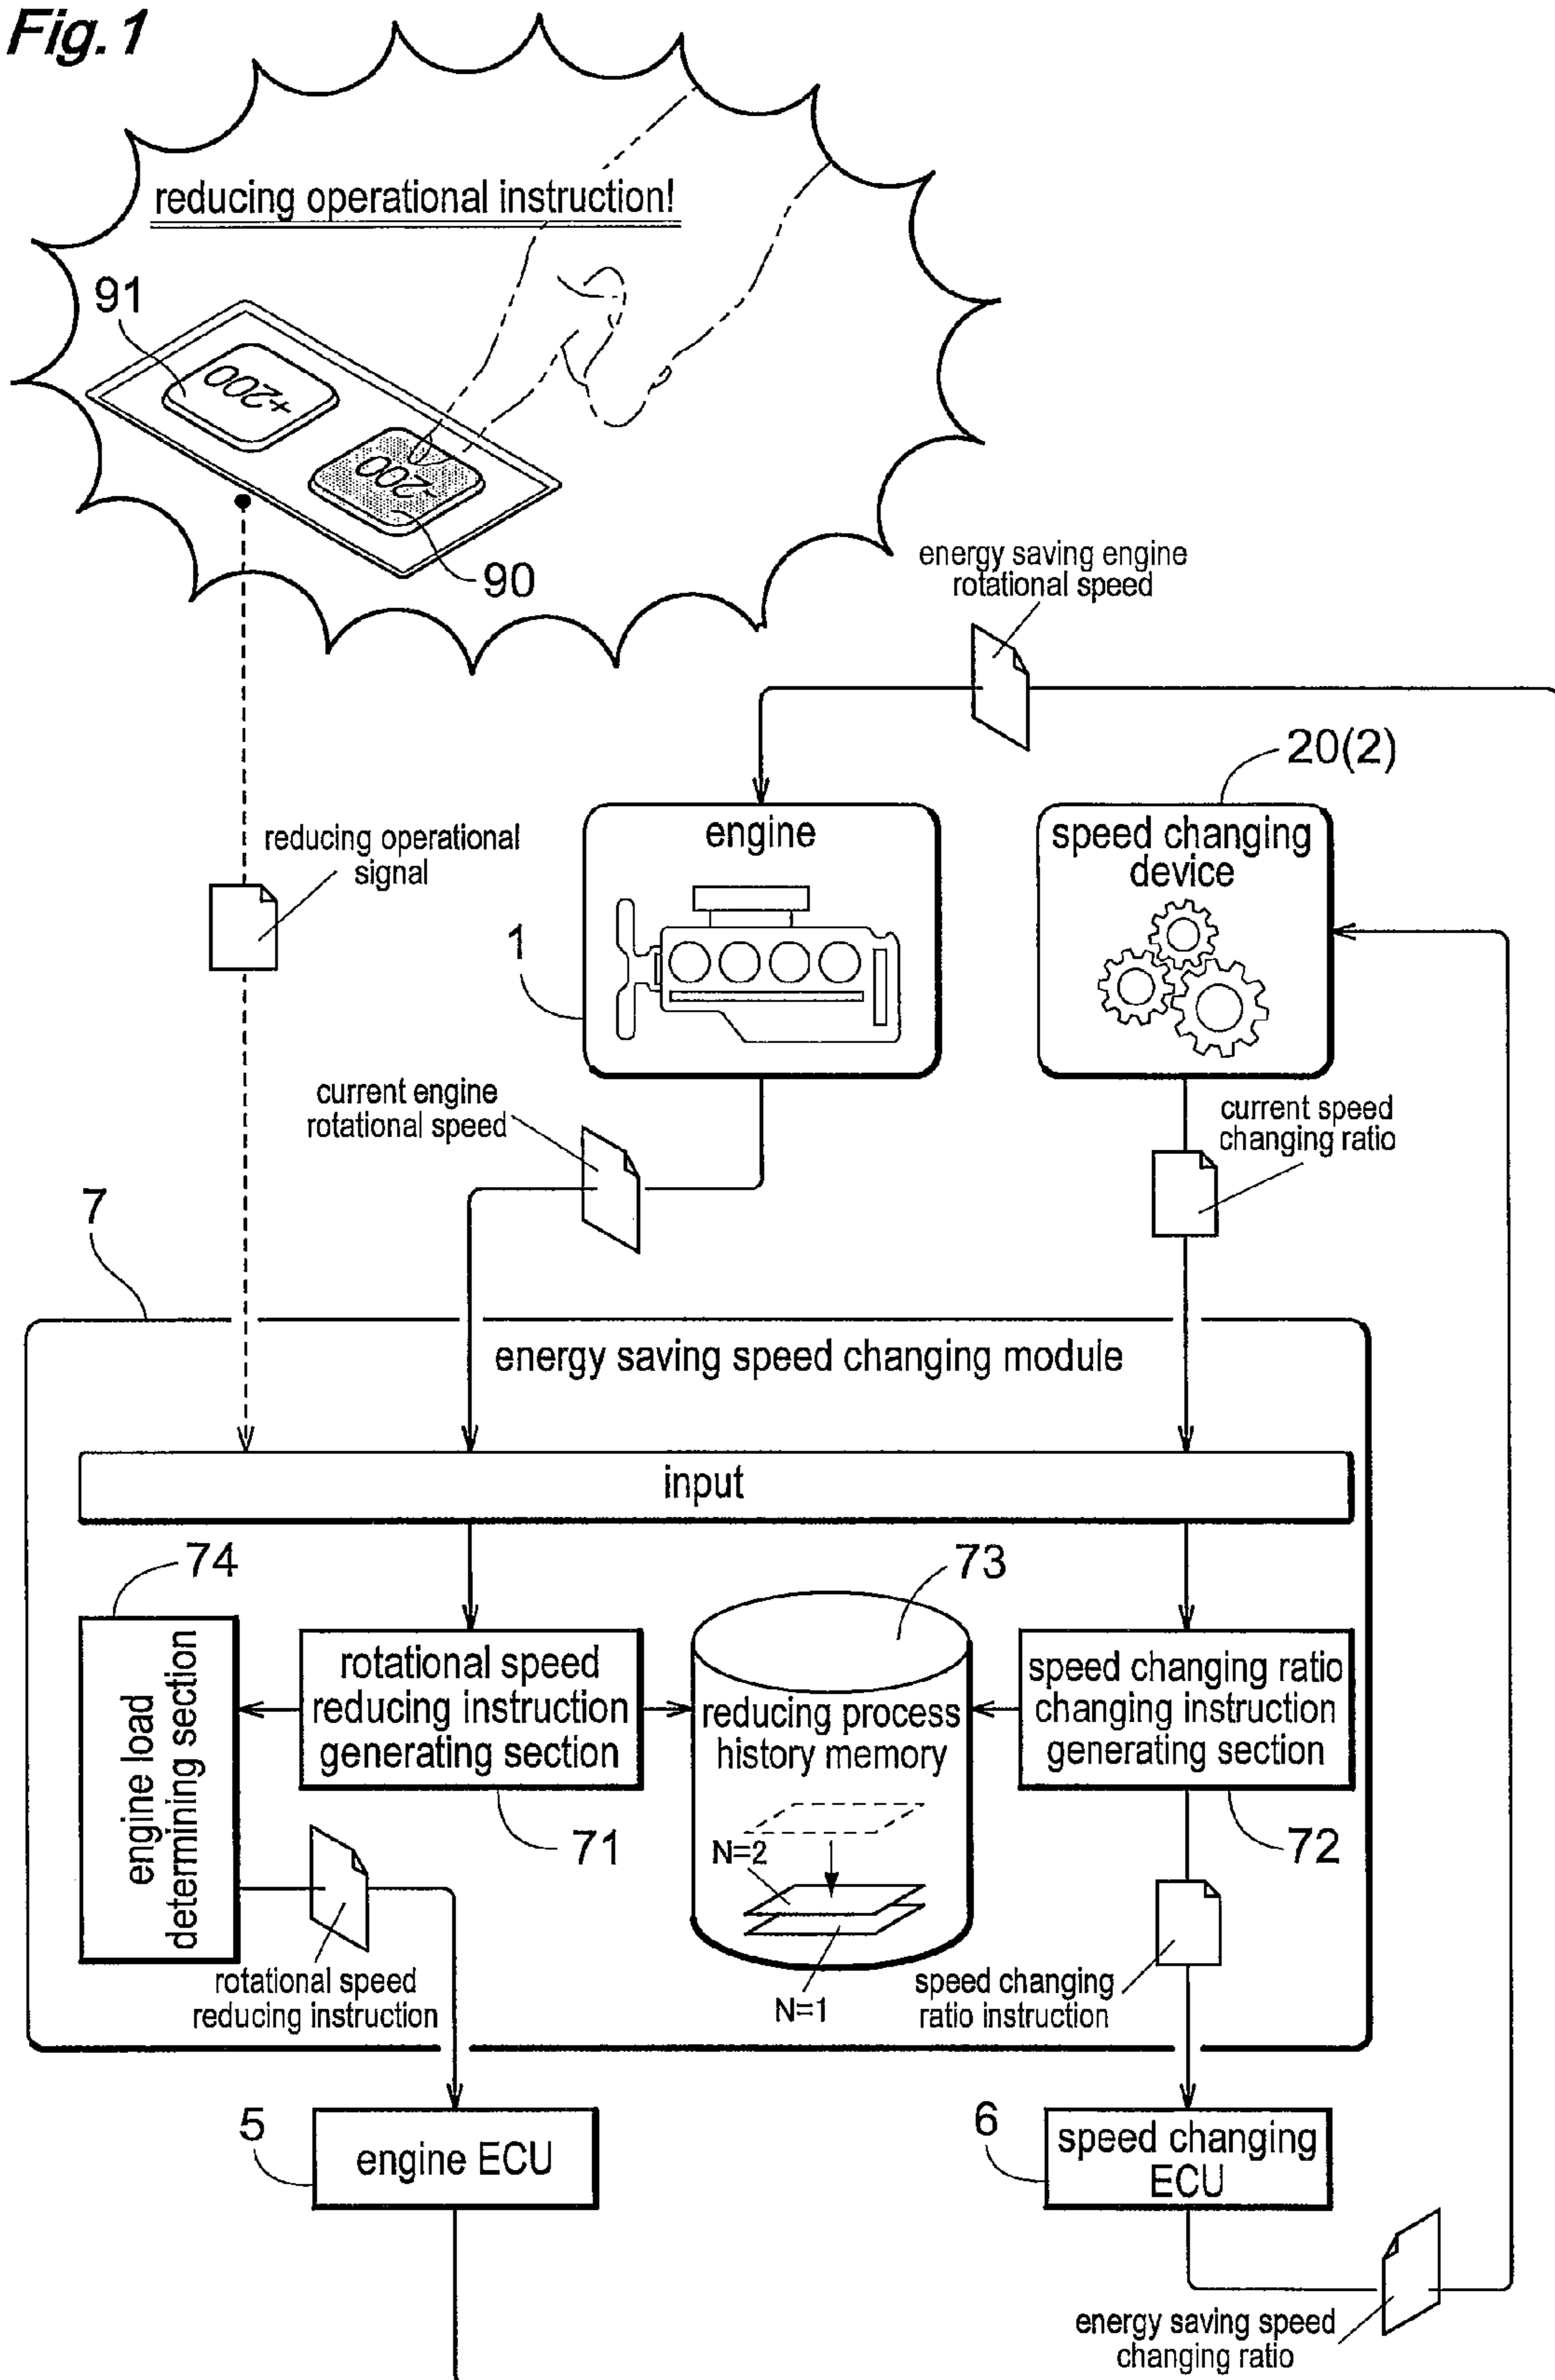 Fig.1
reducing operational instruction!
91
+200
-200
90
energy saving engine
rotational speed
20(2)
engine
speed changing
device
reducing operational
signal
1
current engine
rotational speed
current speed
changing ratio
7
energy saving speed changing module
input
74
73
engine load
determining section
rotational speed
reducing instruction
generating section
reducing process
history memory
speed changing ratio
changing instruction
generating section
71
N=2
72
rotational speed
reducing instruction
N=1
speed changing
ratio instruction
5
engine ECU
6
speed changing
ECU
energy saving speed
changing ratio